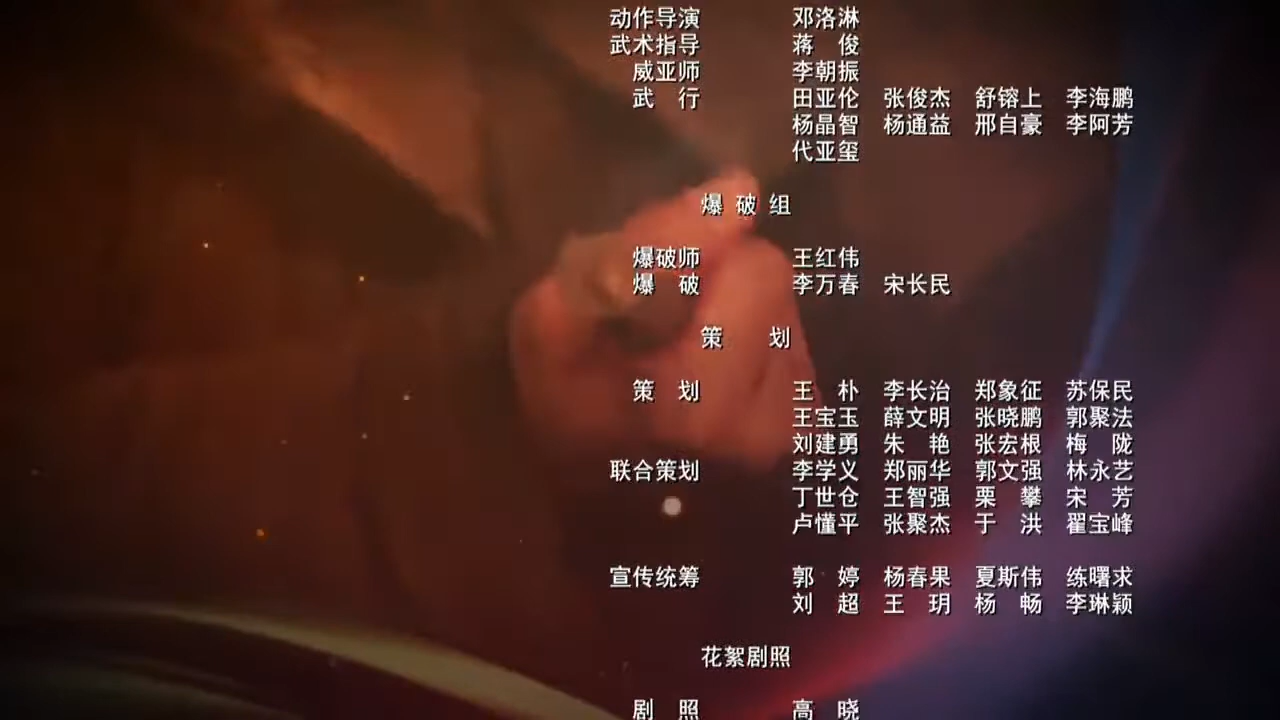 动作导演 邓洛淋
武术指导 蒋 俊
威亚师 李朝振
武 行 田亚伦 张俊杰 舒镕上 李海鹏
杨晶智 杨通益 邢自豪 李阿芳
代亚玺
爆 破 组
爆破师 王红伟
爆 破 李万春 宋长民
策 划
策 划 王 朴 李长治 郑象征 苏保民
王宝玉 薛文明 张晓鹏 郭聚法
刘建勇 朱 艳 张宏根 梅 陇
联合策划 李学义 郑丽华 郭文强 林永艺
丁世仓 王智强 栗 攀 宋 芳
卢懂平 张聚杰 于 洪 翟宝峰
宣传统筹 郭 婷 杨春果 夏斯伟 练曙求
刘 超 王 玥 杨 畅 李琳颖
花絮剧照
剧 照 高 晓